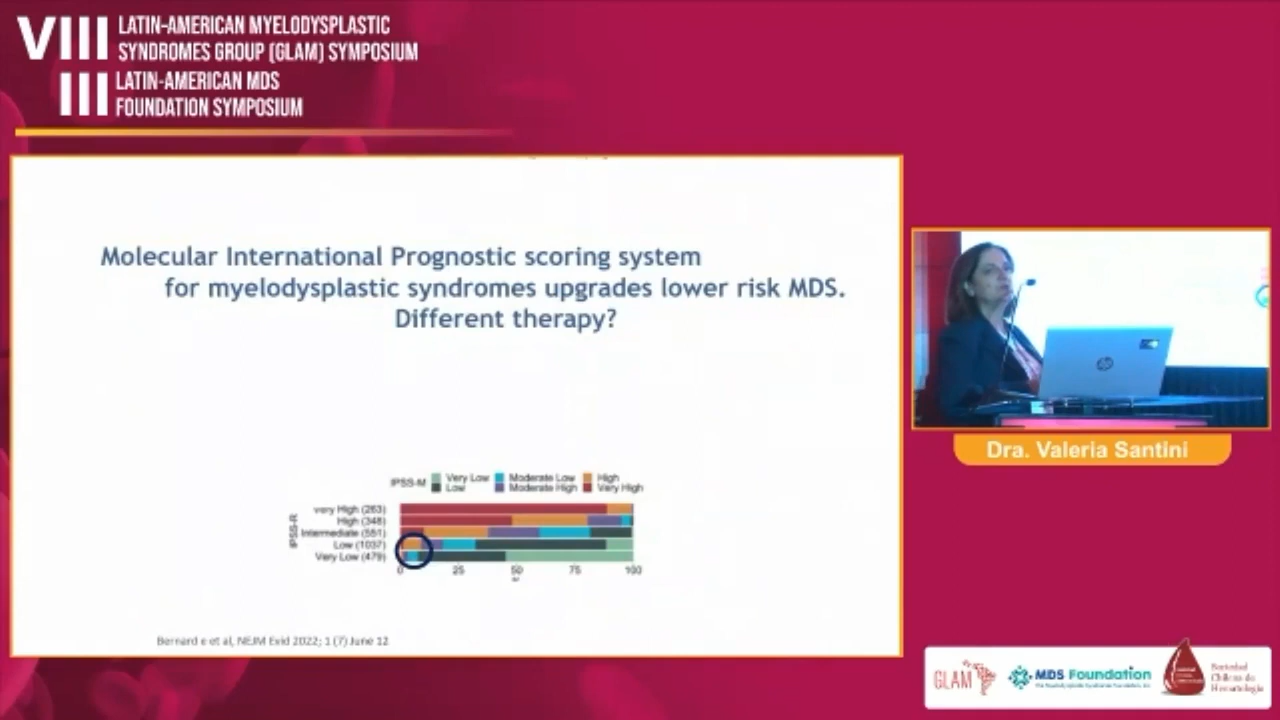 VIII LATIN-AMERICAN MYELODYSPLASTIC
SYNDROMES GROUP (GLAM) SYMPOSIUM
III LATIN-AMERICAN MDS
FOUNDATION SYMPOSIUM
Molecular International Prognostic scoring system
for myelodysplastic syndromes upgrades lower risk MDS.
Different therapy?
IPSS-M Very Low Moderate Low High
Low Moderate High Very High
IPSS-R
very High (263)
High (348)
Intermediate (551)
Low (1037)
Very Low (479)
0 25 50 75 100
Bernard e et al, NEJM Evid 2022; 1 (7) June 12
hp
Dra. Valeria Santini
GLAM
MDS Foundation
Sociedad
Chilena de
Hematología